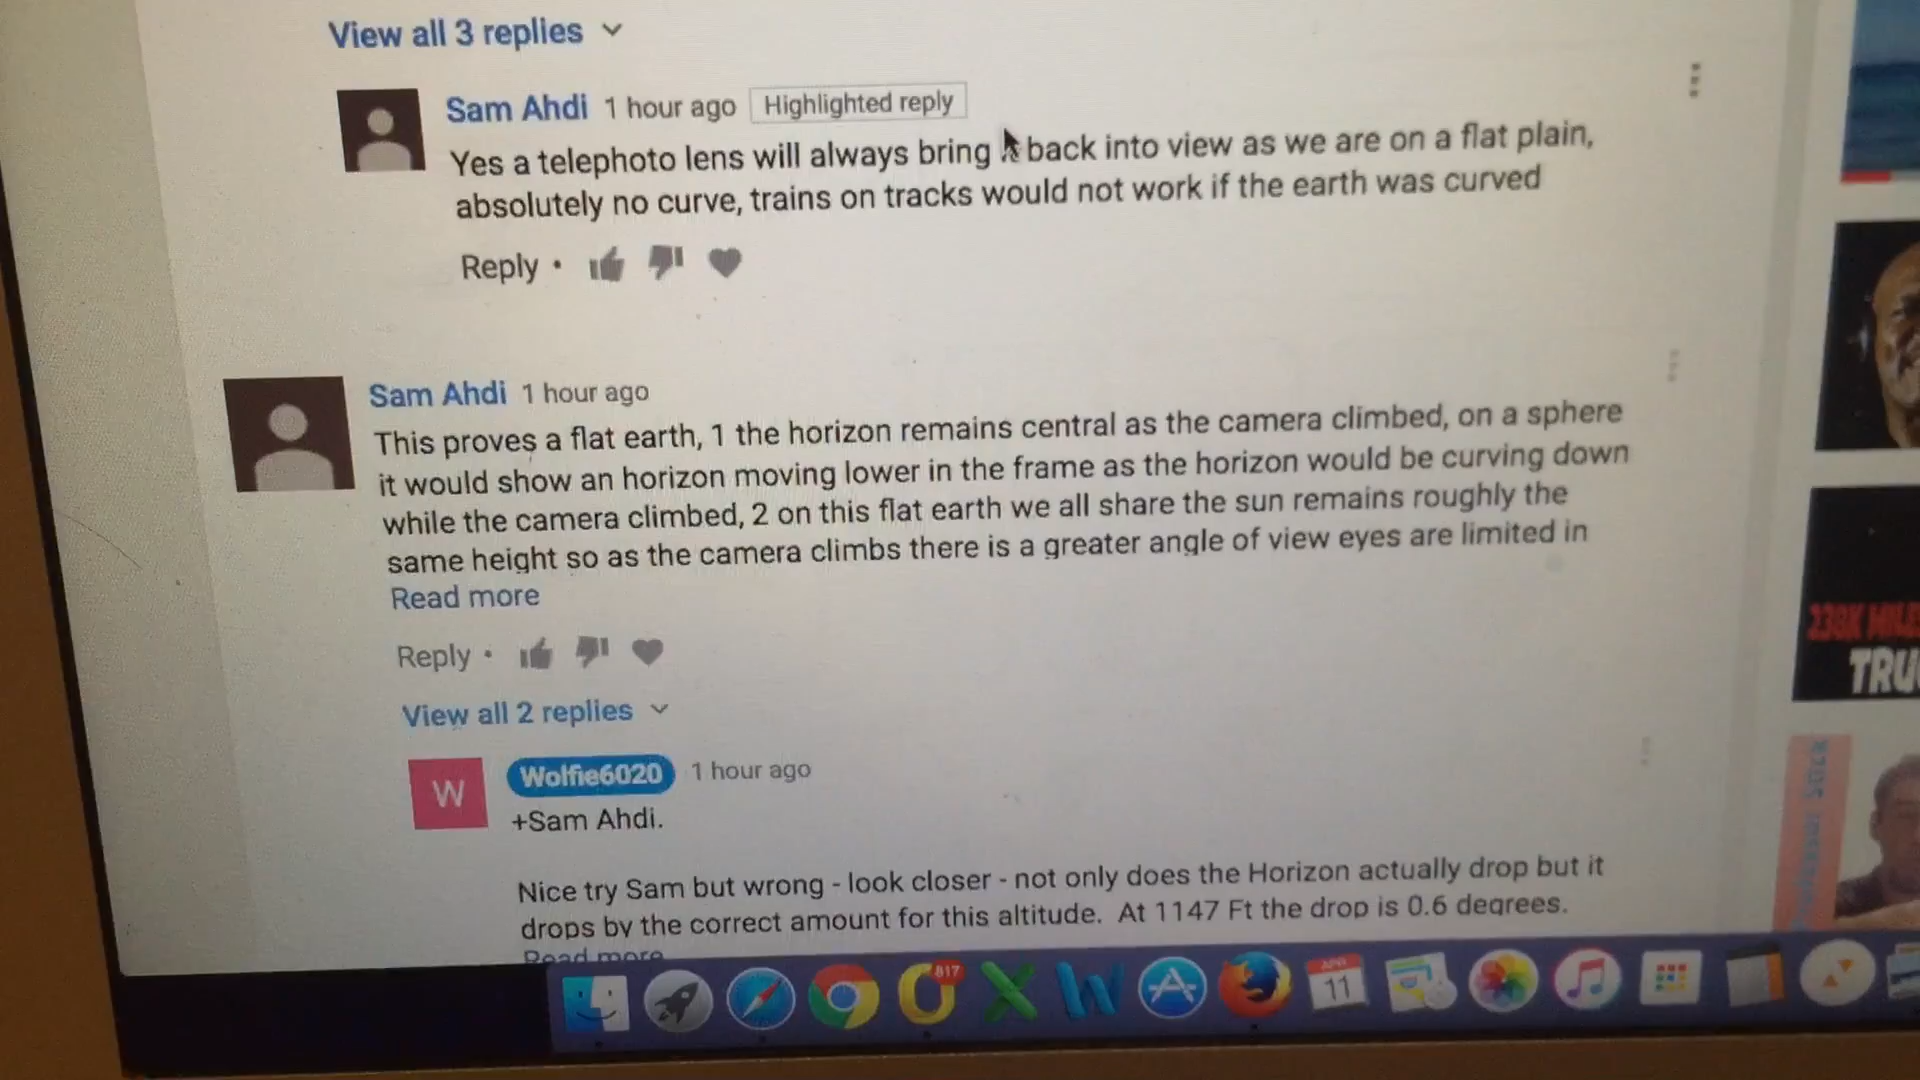 View all 3 replies
Sam Ahdi 1 hour ago Highlighted reply
Yes a telephoto lens will always bring back into view as we are on a flat plain,
absolutely no curve, trains on tracks would not work if the earth was curved
Reply •
Sam Ahdi 1 hour ago
This proves a flat earth, 1 the horizon remains central as the camera climbed, on a sphere
it would show an horizon moving lower in the frame as the horizon would be curving down
while the camera climbed, 2 on this flat earth we all share the sun remains roughly the
same height so as the camera climbs there is a greater angle of view eyes are limited in
Read more
Reply •
View all 2 replies
W
Wolfie6020 1 hour ago
+Sam Ahdi.
Nice try Sam but wrong - look closer - not only does the Horizon actually drop but it
drops by the correct amount for this altitude. At 1147 Ft the drop is 0.6 degrees.
Read more
817
APR
11